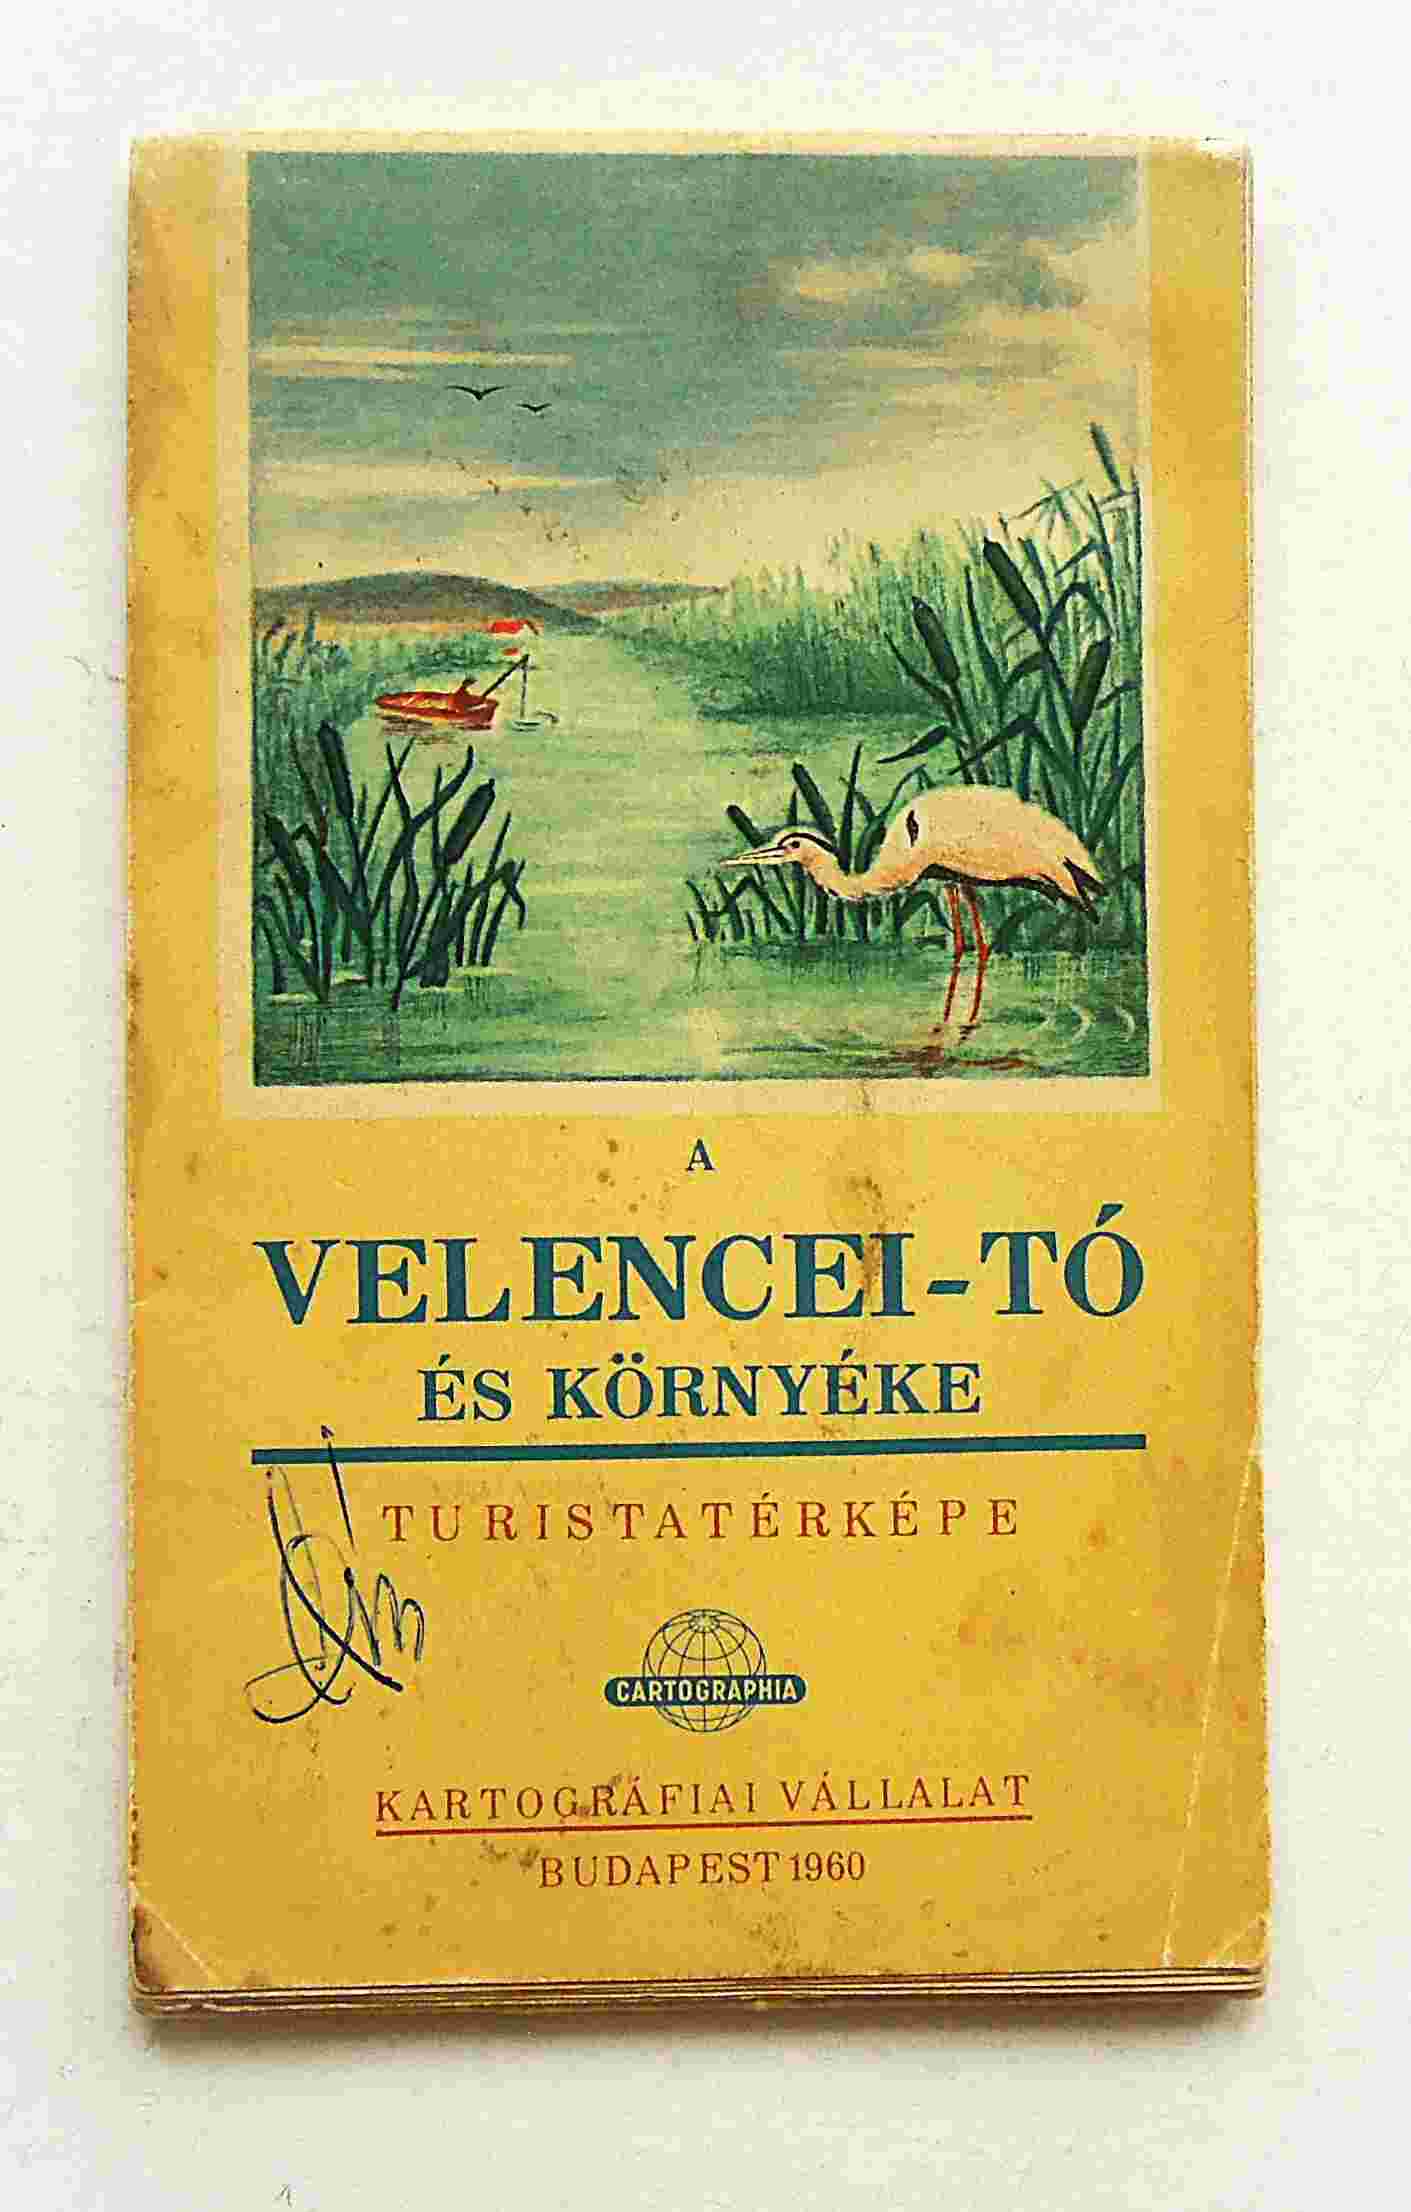 A
VELENCEI-TÓ
ÉS KÖRNYÉKE
TURISTATÉRKÉPE
CARTOGRAPHIA
KARTOGRÁFIAI VÁLLALAT
BUDAPEST 1960